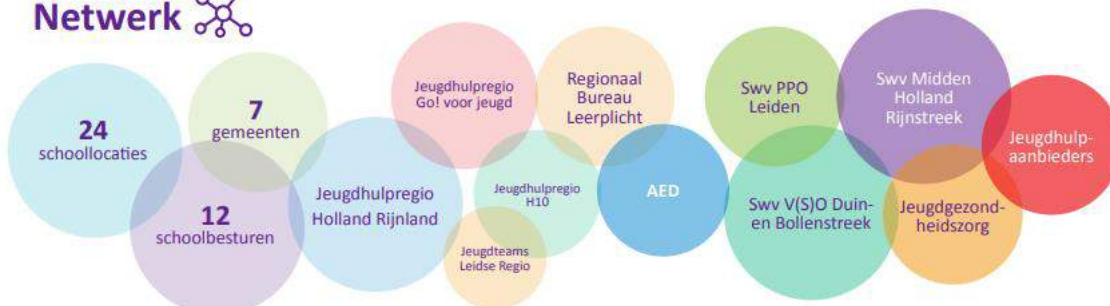 Netwerk
24
schoollocaties
7
gemeenten
12
schoolbesturen
Jeugdhulpregio
Holland Rijnland
Jeugdhulpregio
Go! voor jeugd
Jeugdhulpregio
H10
Jeugdteams
Leidse Regio
Regionaal
Bureau
Leerplicht
AED
Swv PPO
Leiden
Swv V(S)O Duin-
en Bollenstreek
Swv Midden
Holland
Rijnstreek
Jeugdgezond-
heidszorg
Jeugdhulp-
aanbieders